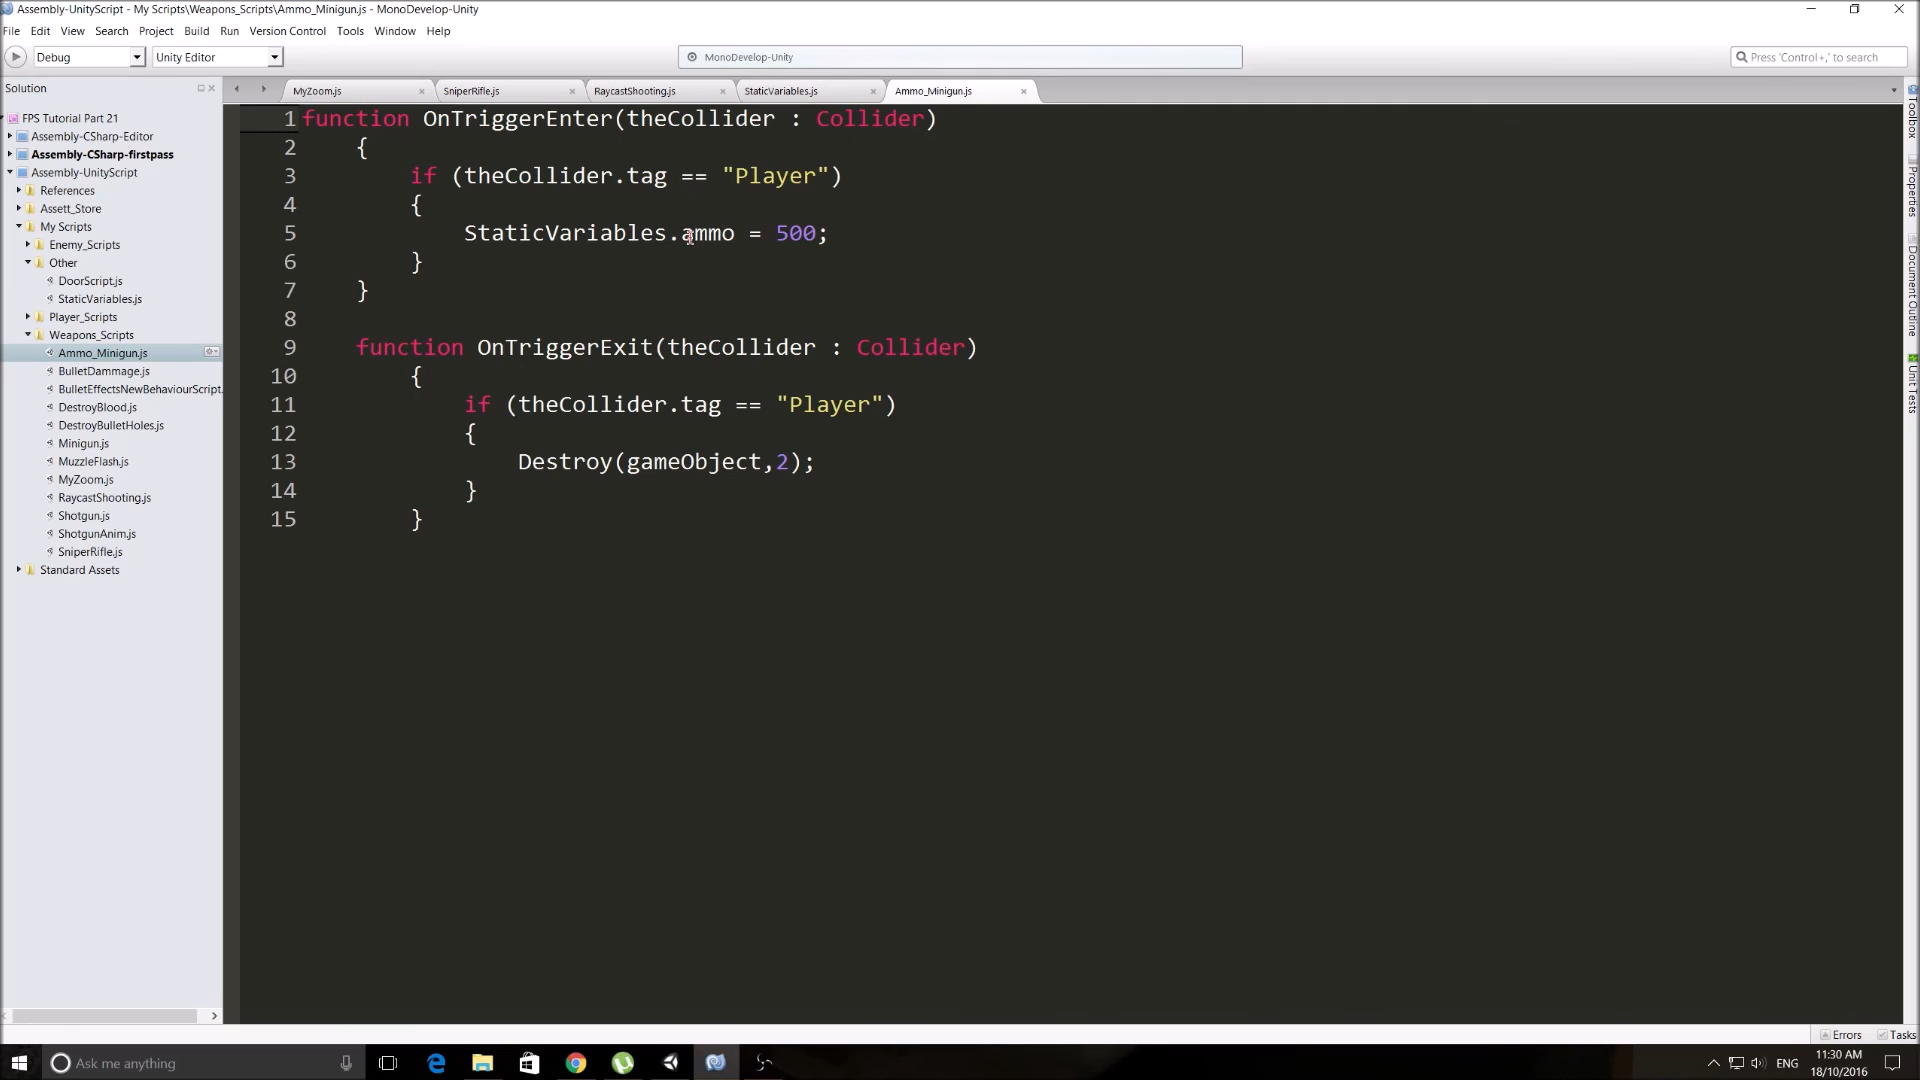 Assembly-UnityScript - My Scripts\Weapons_Scripts\Ammo_Minigun.js - MonoDevelop-Unity
File Edit View Search Project Build Run Version Control Tools Window Help
Debug Unity Editor MonoDevelop-Unity Press 'Control+,' to search
Solution
MyZoom.js SniperRifle.js RaycastShooting.js StaticVariables.js Ammo_Minigun.js
FPS Tutorial Part 21
Assembly-CSharp-Editor
Assembly-CSharp-firstpass
Assembly-UnityScript
References
Assett_Store
My Scripts
Enemy_Scripts
Other
DoorScript.js
StaticVariables.js
Player_Scripts
Weapons_Scripts
Ammo_Minigun.js
BulletDammage.js
BulletEffectsNewBehaviourScript.
DestroyBlood.js
DestroyBulletHoles.js
Minigun.js
MuzzleFlash.js
MyZoom.js
RaycastShooting.js
Shotgun.js
ShotgunAnim.js
SniperRifle.js
Standard Assets
1 function OnTriggerEnter(theCollider : Collider)
2 {
3 if (theCollider.tag == "Player")
4 {
5 StaticVariables.ammo = 500;
6 }
7 }
8
9 function OnTriggerExit(theCollider : Collider)
10 {
11 if (theCollider.tag == "Player")
12 {
13 Destroy(gameObject,2);
14 }
15 }
Toolbox
Properties
Document Outline
Unit Tests
Errors Tasks
Ask me anything
ENG
11:30 AM
18/10/2016